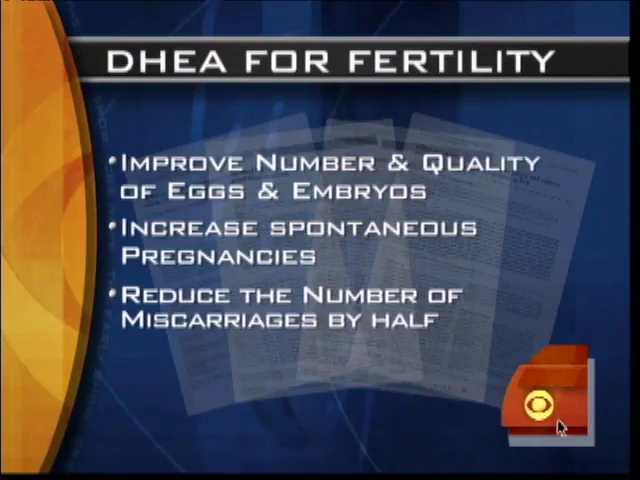 DHEA FOR FERTILITY
•IMPROVE NUMBER & QUALITY
OF EGGS & EMBRYOS
•INCREASE SPONTANEOUS
PREGNANCIES
•REDUCE THE NUMBER OF
MISCARRIAGES BY HALF